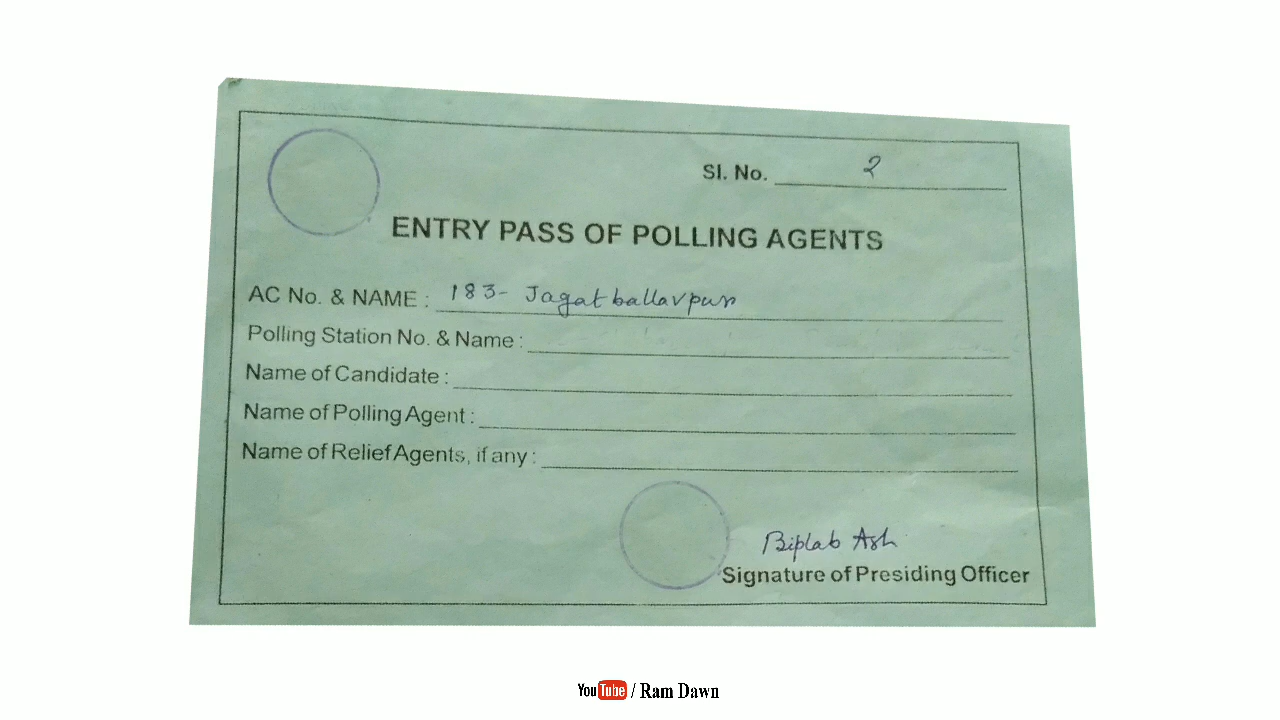 Sl. No. 2
ENTRY PASS OF POLLING AGENTS
AC No. & NAME : 183- Jagatballavpur
Polling Station No. & Name :
Name of Candidate :
Name of Polling Agent :
Name of Relief Agents, if any :
Biplab Ash
Signature of Presiding Officer
YouTube / Ram Dawn